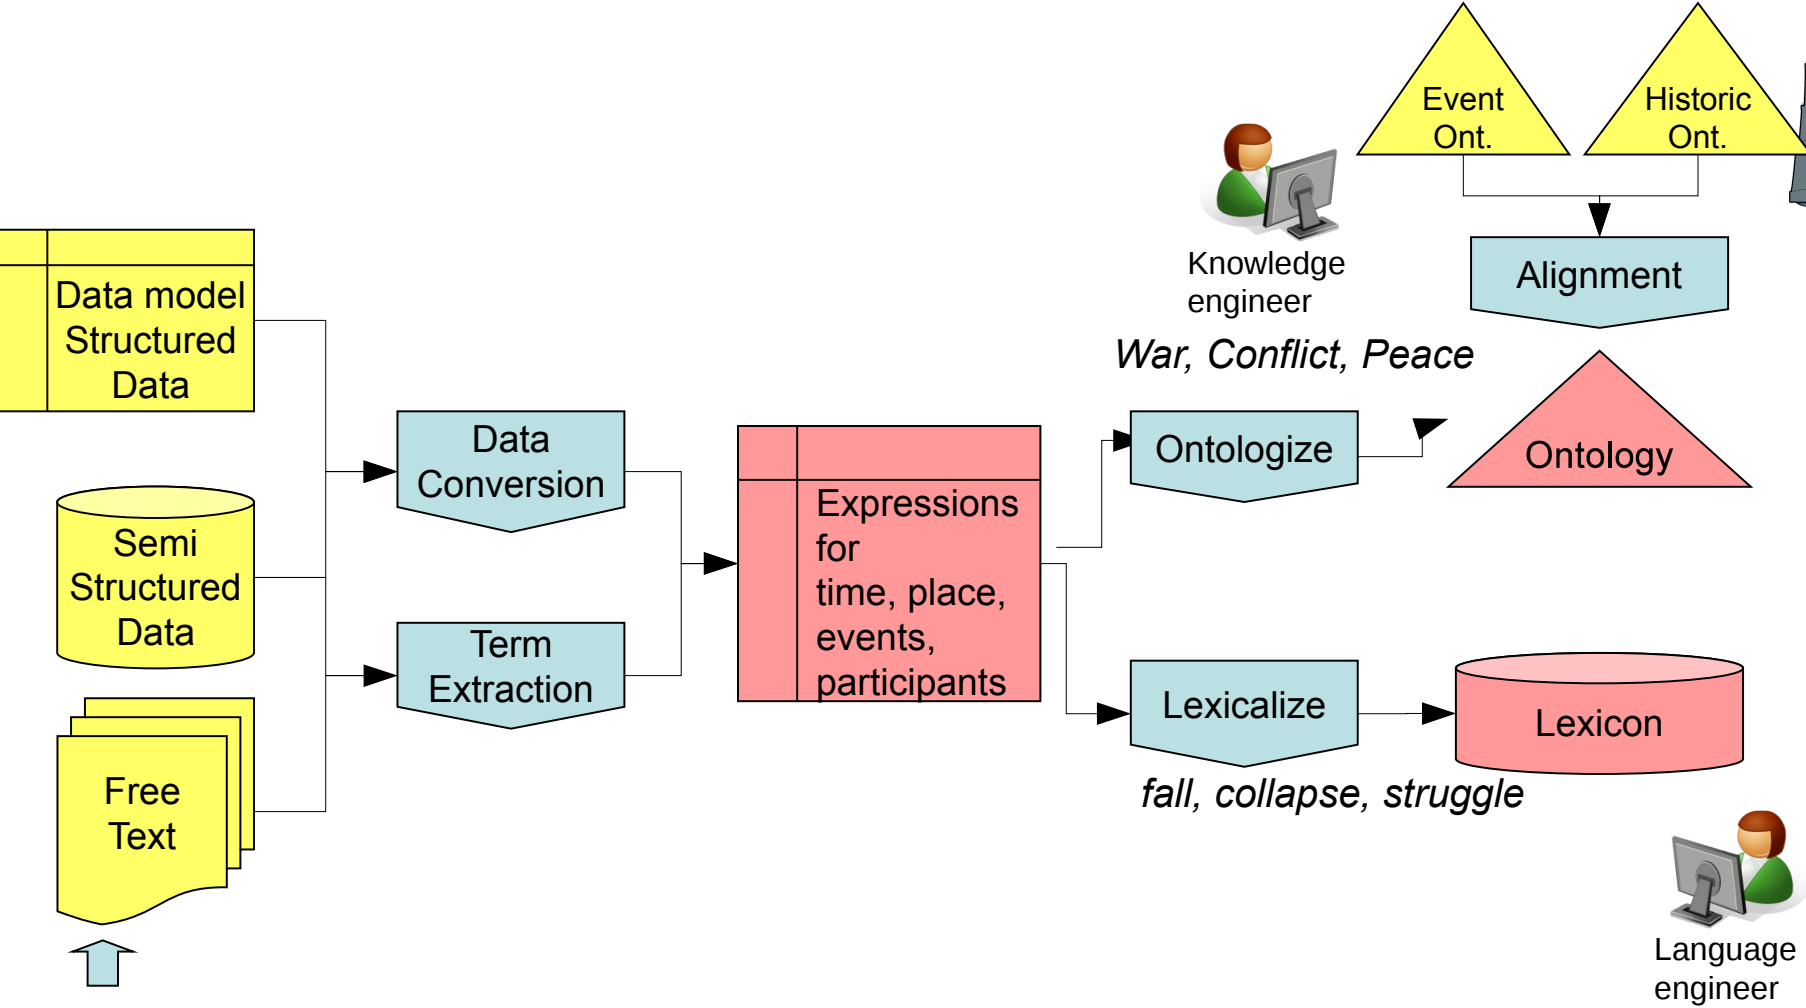 Event
Ont.
Historic
Ont.
Knowledge
engineer
Alignment
War, Conflict, Peace
Data model
Structured
Data
Data
Conversion
Ontologize
Ontology
Semi
Structured
Data
Expressions
for
time, place,
events,
participants
Term
Extraction
Lexicalize
Lexicon
fall, collapse, struggle
Free
Text
Language
engineer